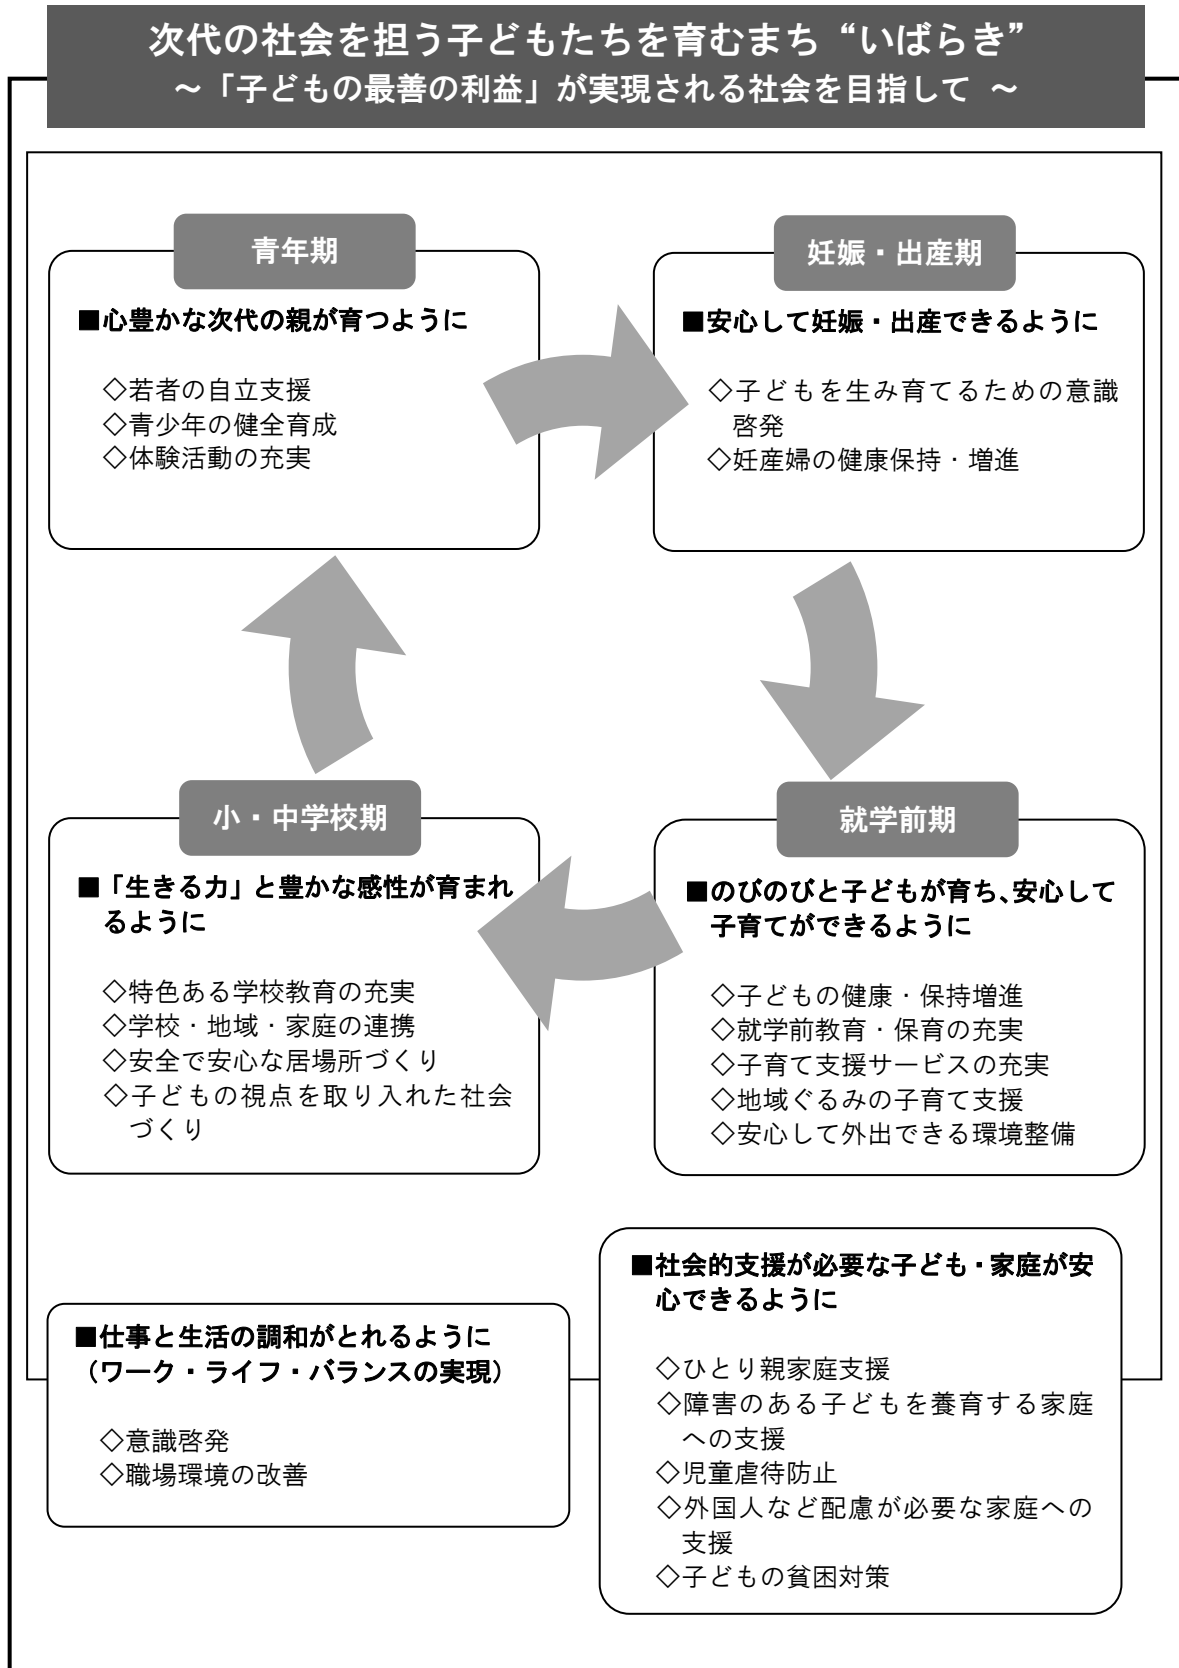 次代の社会を担う子どもたちを育むまち “いばらき”
～「子どもの最善の利益」が実現される社会を目指して ～
青年期
■心豊かな次代の親が育つように
◇若者の自立支援
◇青少年の健全育成
◇体験活動の充実
妊娠・出産期
■安心して妊娠・出産できるように
◇子どもを生み育てるための意識
啓発
◇妊産婦の健康保持・増進
小・中学校期
■「生きる力」と豊かな感性が育まれ
るように
◇特色ある学校教育の充実
◇学校・地域・家庭の連携
◇安全で安心な居場所づくり
◇子どもの視点を取り入れた社会
づくり
就学前期
■のびのびと子どもが育ち、安心して
子育てができるように
◇子どもの健康・保持増進
◇就学前教育・保育の充実
◇子育て支援サービスの充実
◇地域ぐるみの子育て支援
◇安心して外出できる環境整備
■仕事と生活の調和がとれるように
（ワーク・ライフ・バランスの実現）
◇意識啓発
◇職場環境の改善
■社会的支援が必要な子ども・家庭が安
心できるように
◇ひとり親家庭支援
◇障害のある子どもを養育する家庭
への支援
◇児童虐待防止
◇外国人など配慮が必要な家庭への
支援
◇子どもの貧困対策